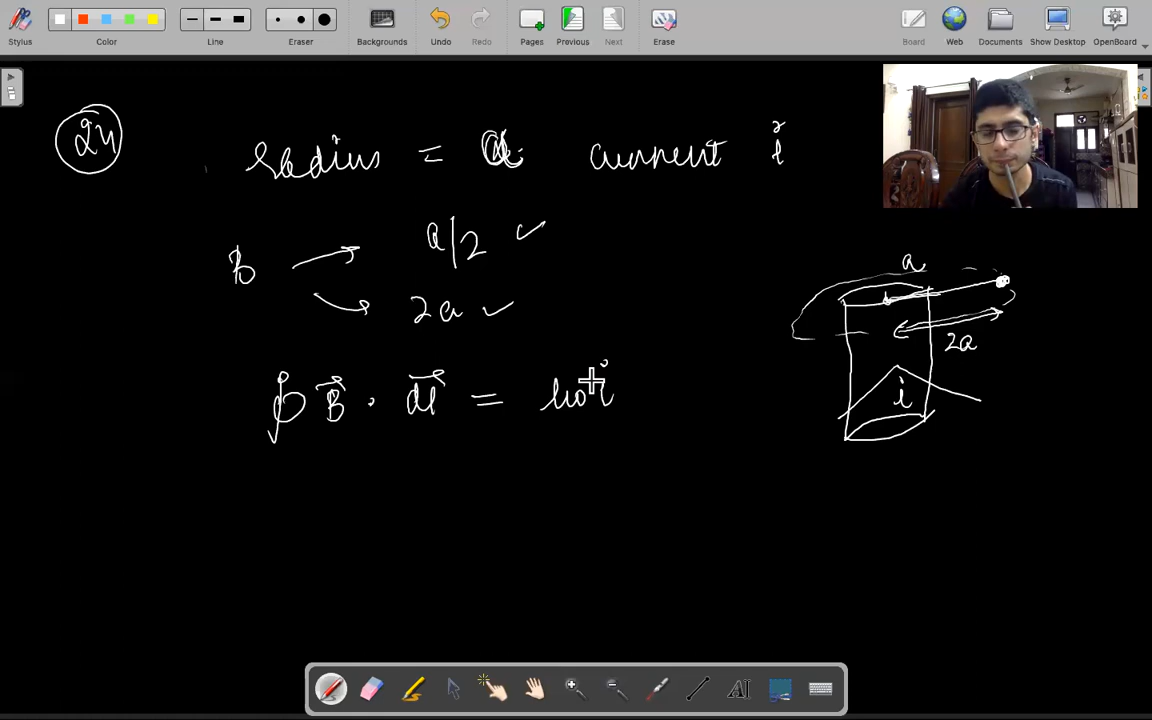 Stylus Color Line Eraser Backgrounds Undo Redo Pages Previous Next Erase Board Web Documents Show Desktop OpenBoard
24 radius = a current i
B → a/2 ✓
→ 2a ✓
a
2a
i
∮ B⃗ · dl⃗ = μ₀i